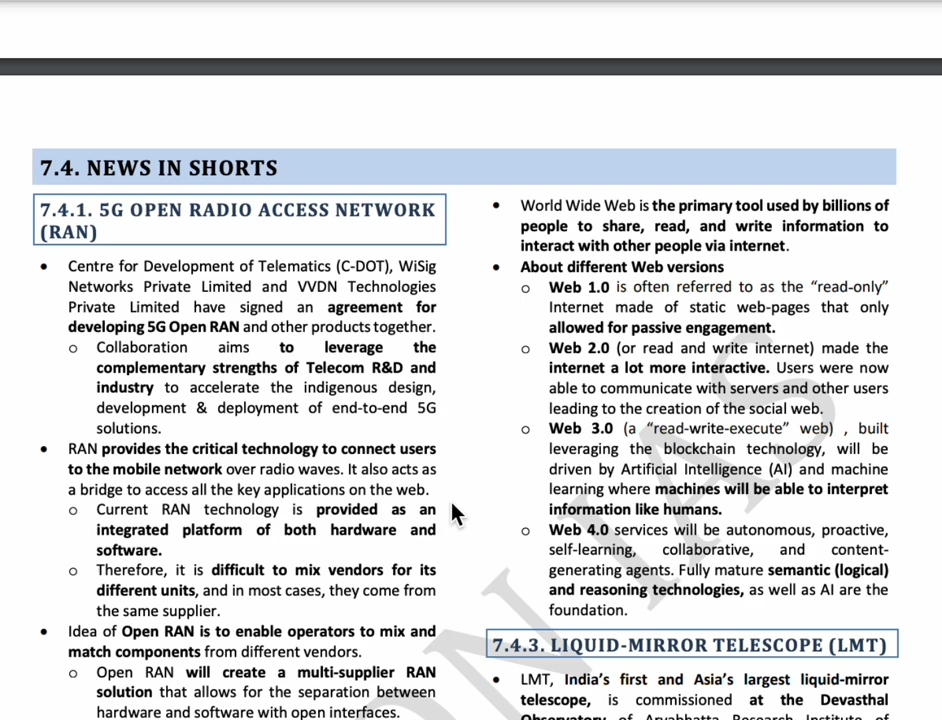 7.4. NEWS IN SHORTS
7.4.1. 5G OPEN RADIO ACCESS NETWORK
(RAN)
• Centre for Development of Telematics (C-DOT), WiSig
Networks Private Limited and VVDN Technologies
Private Limited have signed an agreement for
developing 5G Open RAN and other products together.
o Collaboration aims to leverage the
complementary strengths of Telecom R&D and
industry to accelerate the indigenous design,
development & deployment of end-to-end 5G
solutions.
• RAN provides the critical technology to connect users
to the mobile network over radio waves. It also acts as
a bridge to access all the key applications on the web.
o Current RAN technology is provided as an
integrated platform of both hardware and
software.
o Therefore, it is difficult to mix vendors for its
different units, and in most cases, they come from
the same supplier.
• Idea of Open RAN is to enable operators to mix and
match components from different vendors.
o Open RAN will create a multi-supplier RAN
solution that allows for the separation between
hardware and software with open interfaces.
• World Wide Web is the primary tool used by billions of
people to share, read, and write information to
interact with other people via internet.
• About different Web versions
o Web 1.0 is often referred to as the “read-only”
Internet made of static web-pages that only
allowed for passive engagement.
o Web 2.0 (or read and write internet) made the
internet a lot more interactive. Users were now
able to communicate with servers and other users
leading to the creation of the social web.
o Web 3.0 (a “read-write-execute” web) , built
leveraging the blockchain technology, will be
driven by Artificial Intelligence (AI) and machine
learning where machines will be able to interpret
information like humans.
o Web 4.0 services will be autonomous, proactive,
self-learning, collaborative, and content-
generating agents. Fully mature semantic (logical)
and reasoning technologies, as well as AI are the
foundation.
7.4.3. LIQUID-MIRROR TELESCOPE (LMT)
• LMT, India’s first and Asia’s largest liquid-mirror
telescope, is commissioned at the Devasthal
Observatory of Aryabhatta Research Institute of
ON IAS